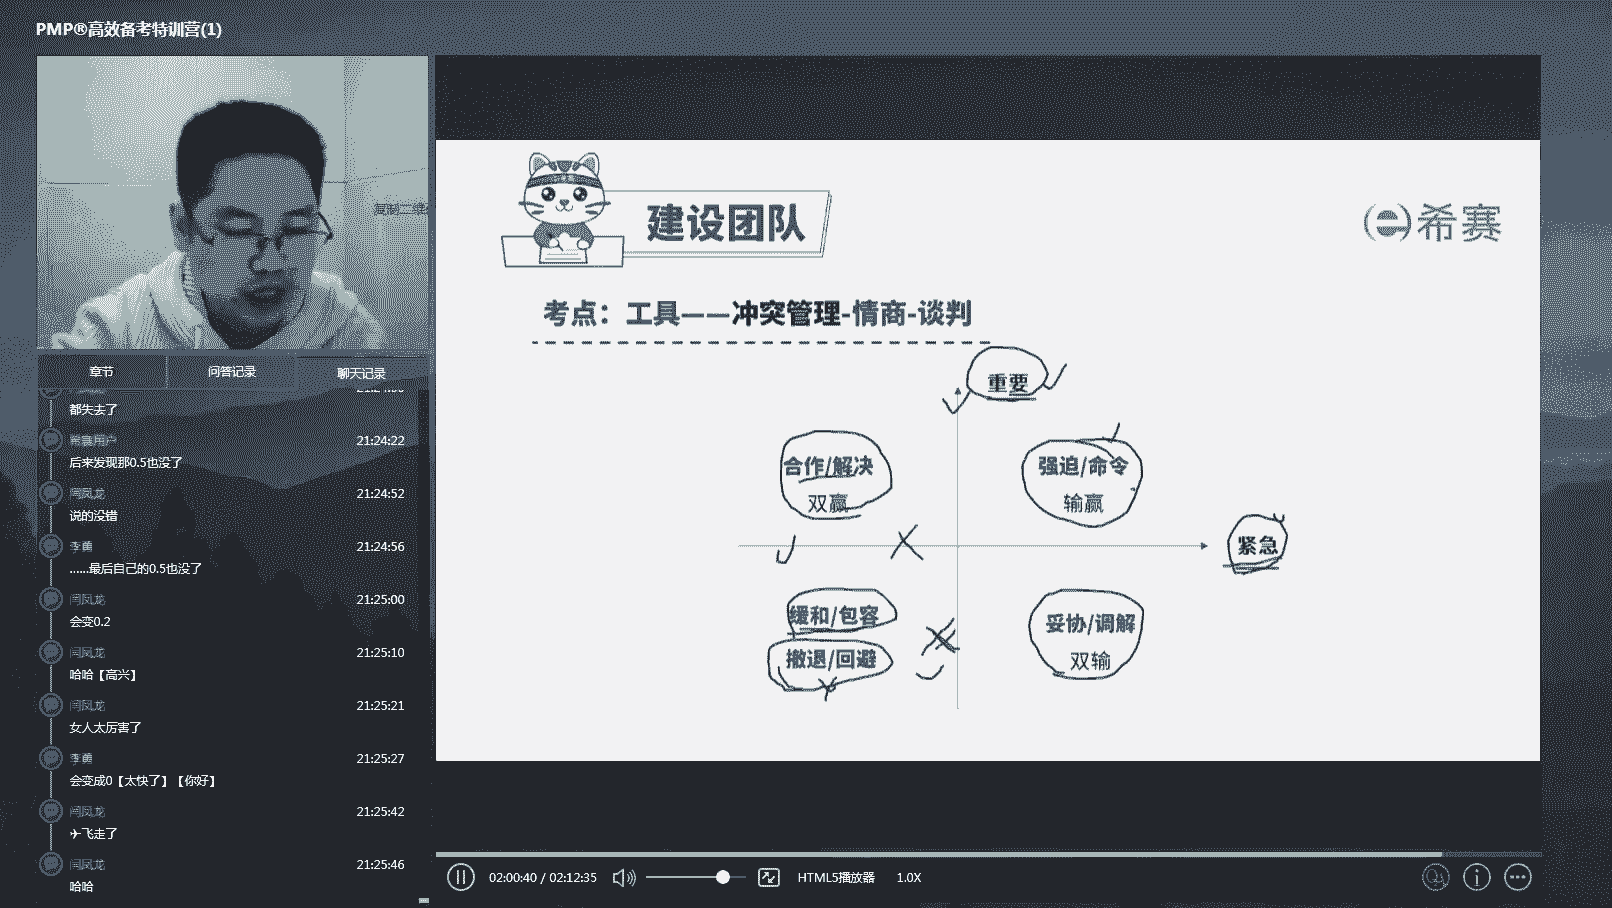 PMP®高效备考特训营(1)
章节
问答记录
聊天记录
都失去了
希赛用户
21:24:22
后来发现那0.5也没了
闫凤龙
21:24:52
说的没错
李勇
21:24:56
......最后自己的0.5也没了
闫凤龙
21:25:00
会变0.2
闫凤龙
21:25:10
哈哈【高兴】
闫凤龙
21:25:21
女人太厉害了
李勇
21:25:27
会变成0【太快了】【你好】
闫凤龙
21:25:42
✈飞走了
闫凤龙
21:25:46
哈哈
建设团队
希赛
考点：工具——冲突管理-情商-谈判
重要
合作/解决
双赢
强迫/命令
输赢
紧急
缓和/包容
撤退/回避
妥协/调解
双输
02:00:40 / 02:12:35
HTML5播放器
1.0X